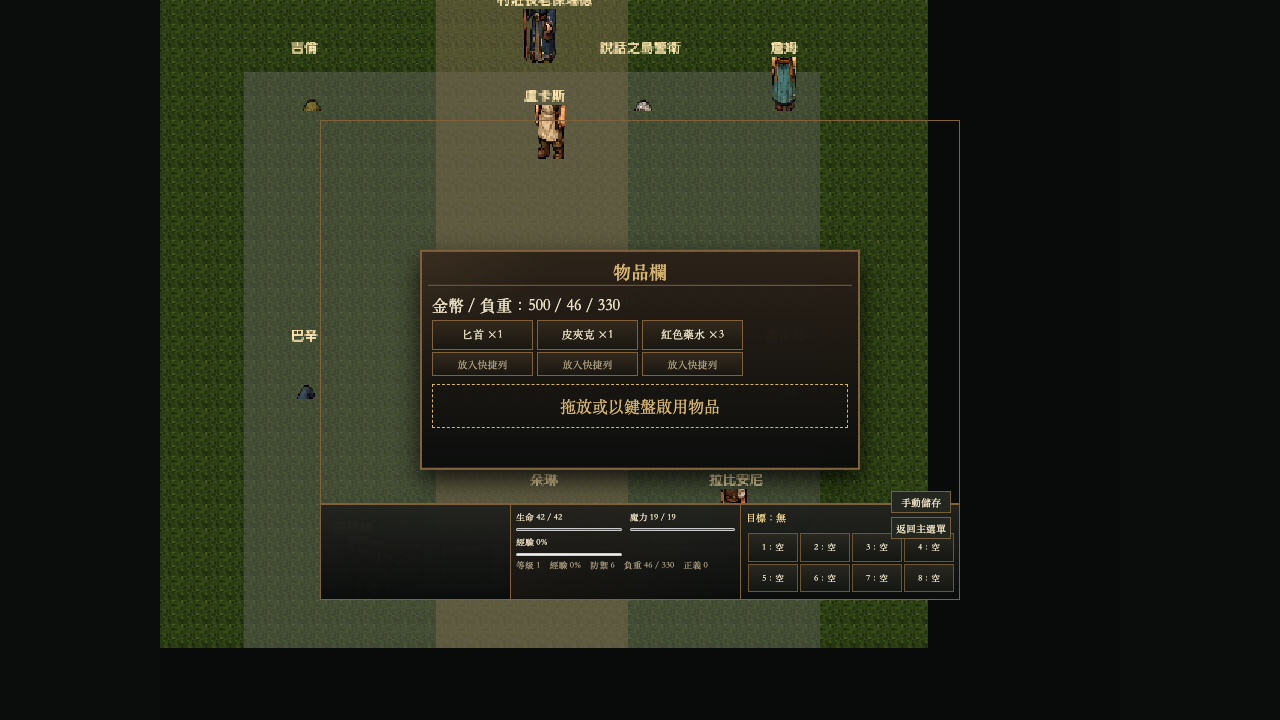 吉倫
說話之島警衛
詹姆
盧卡斯
物品欄
金幣 / 負重：500 / 46 / 330
匕首 ×1
皮夾克 ×1
紅色藥水 ×3
放入快捷列
放入快捷列
放入快捷列
拖放或以鍵盤啟用物品
巴辛
朵琳
拉比安尼
生命 42 / 42
魔力 19 / 19
經驗 0%
等級 1 經驗 0% 防禦 6 負重 46 / 330 正義 0
目標：無
手動儲存
返回主選單
1：空
2：空
3：空
4：空
5：空
6：空
7：空
8：空